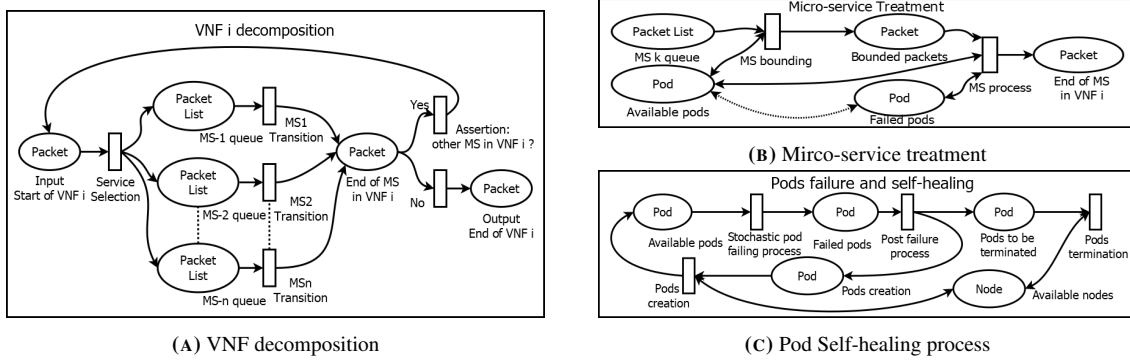 VNF i decomposition
Packet
List
Yes
MS-1 queue
MS1
Transition
Assertion:
other MS in VNF i ?
Packet
Input
Start of VNF i
Service
Selection
Packet
List
MS-2 queue
MS2
Transition
Packet
End of MS
in VNF i
No
Packet
Output
End of VNF i
Packet
List
MS-n queue
MSn
Transition
(A) VNF decomposition
Micro-service Treatment
Packet List
MS k queue
MS bounding
Packet
Bounded packets
Packet
End of MS
in VNF i
Pod
Available pods
Pod
Failed pods
MS process
(B) Mirco-service treatment
Pods failure and self-healing
Pod
Available pods
Stochastic pod
failing process
Pod
Failed pods
Post failure
process
Pod
Pods to be
terminated
Pods
termination
Pods
creation
Pod
Pods creation
Node
Available nodes
(C) Pod Self-healing process